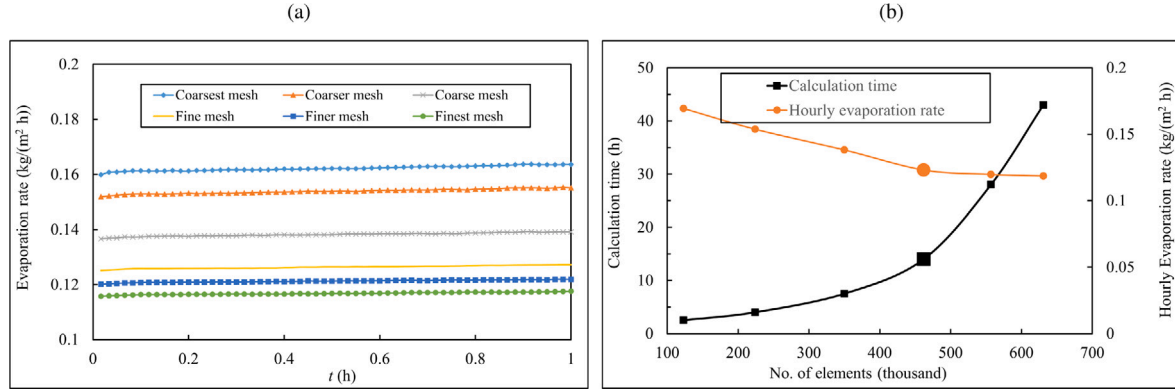 (a)
(b)
Evaporation rate (kg/(m² h))
0.2
0.18
0.16
0.14
0.12
0.1
Coarsest mesh Coarser mesh Coarse mesh
Fine mesh Finer mesh Finest mesh
0 0.2 0.4 0.6 0.8 1
t (h)
Calculation time (h)
50
40
30
20
10
0
Calculation time
Hourly evaporation rate
0.2
0.15
0.1
0.05
0
Hourly Evaporation rate (kg/(m² h))
100 200 300 400 500 600 700
No. of elements (thousand)